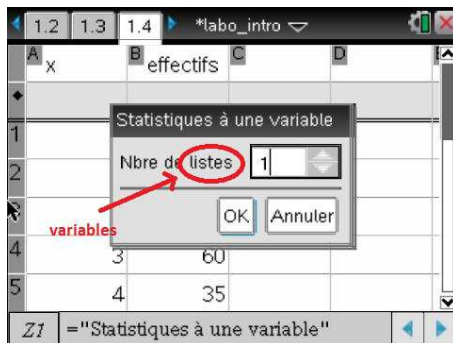 1.2 1.3 1.4 *labo_intro
A x B effectifs C D E
Statistiques à une variable
1
Nbre de listes 1
2
OK Annuler
variables
4 3 60
5 4 35
Z1 ="Statistiques à une variable"